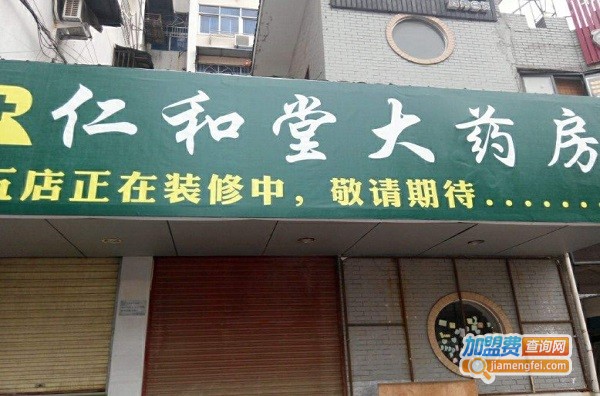 仁和堂大药房
五店正在装修中，敬请期待.......
加盟费查询网
jiamengfei.com